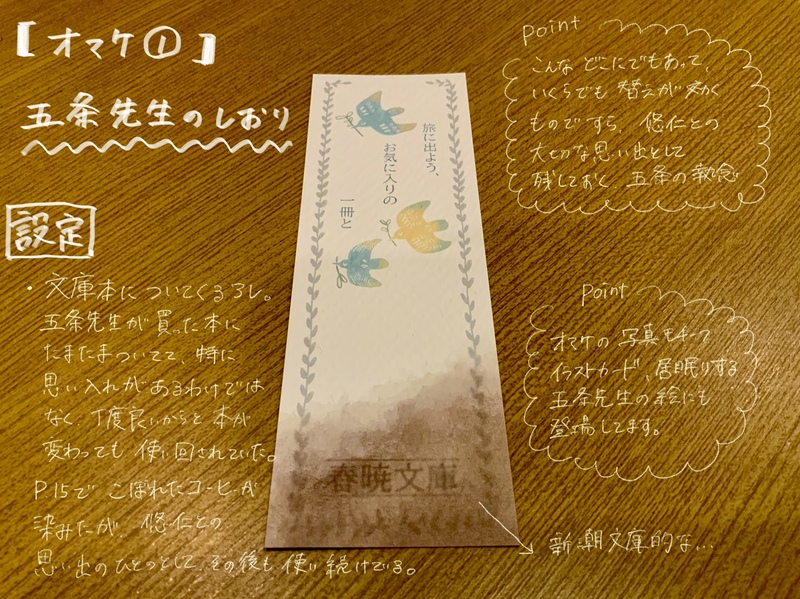 【オマケ①】
五条先生のしおり
設定
・文庫本についてくるアレ。
五条先生が買った本に
たまたまついてて、特に
思い入れがあるわけでは
なく、丁度良いからと本が
変わっても使い回されていた。
P15でこぼれたコーヒーが
染みたが、悠仁との
思い出のひとつとして、その後も使い続けている。
旅に出よう、
お気に入りの
一冊と
春暁文庫
point
こんなどこにでもあって、
いくらでも替えが効く
ものですら、悠仁との
大切な思い出として
残しておく五条の執念
point
オマケの写真モチーフ
イラストカード、居眠りする
五条先生の絵にも
登場してます。
新潮文庫的な…